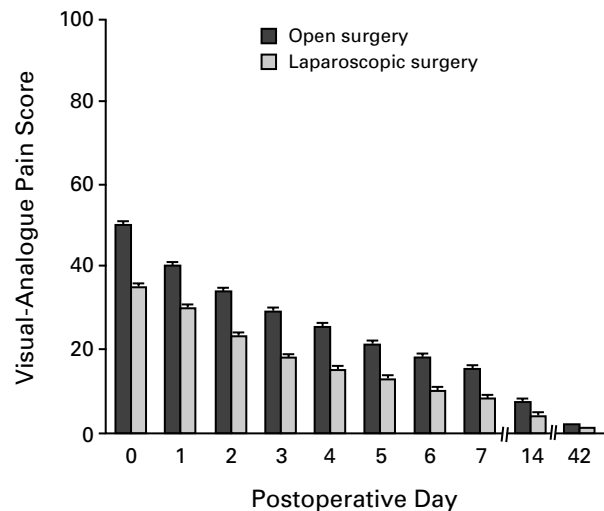 100
80
60
40
20
0
Visual-Analogue Pain Score
Open surgery
Laparoscopic surgery
0 1 2 3 4 5 6 7 14 42
Postoperative Day